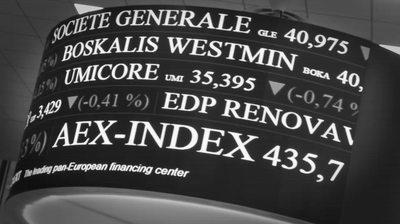 SOCIETE GENERALE GLE 40,975
%) BOSKALIS WESTMIN BOKA 40,
%) UMICORE UMI 35,395 ▼(-0,74 %
3,429 ▼(-0,41 %) EDP RENOVAV
%) AEX-INDEX 435,7
The leading pan-European financing center